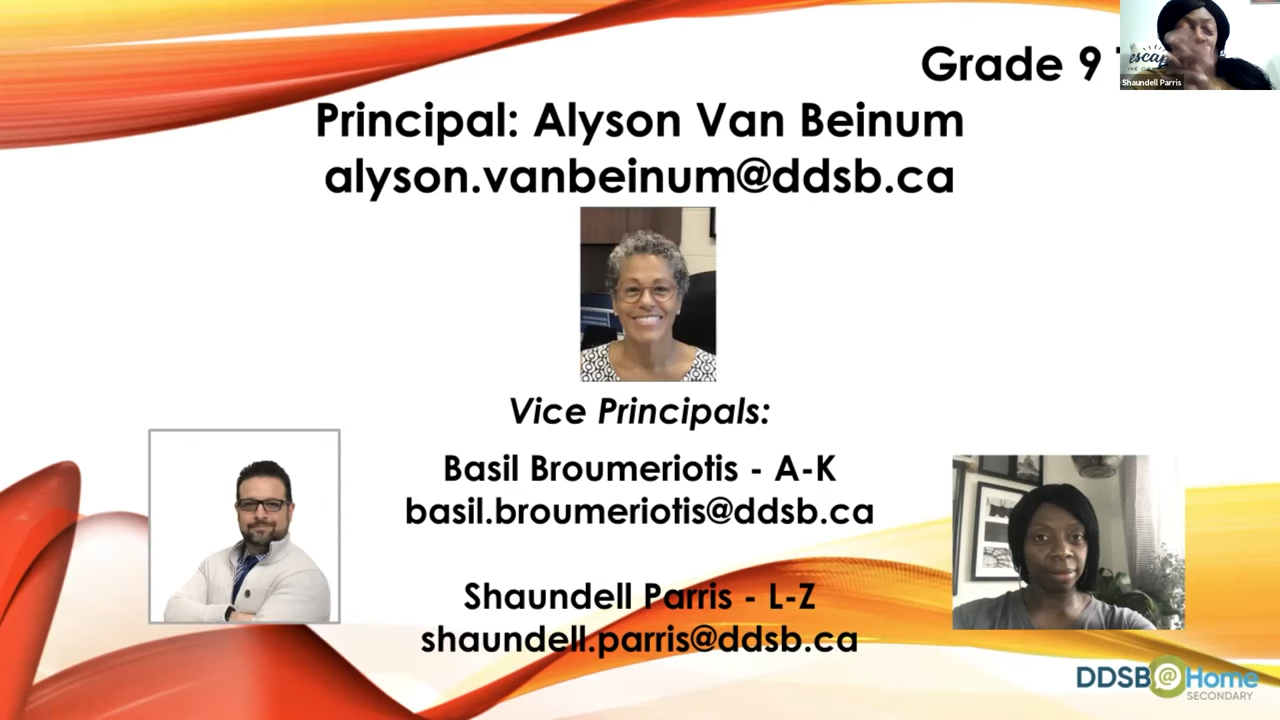 Grade 9
Principal: Alyson Van Beinum
alyson.vanbeinum@ddsb.ca
Vice Principals:
Basil Broumeriotis - A-K
basil.broumeriotis@ddsb.ca
Shaundell Parris - L-Z
shaundell.parris@ddsb.ca
DDSB@Home
SECONDARY
escap
Shaundell Parris